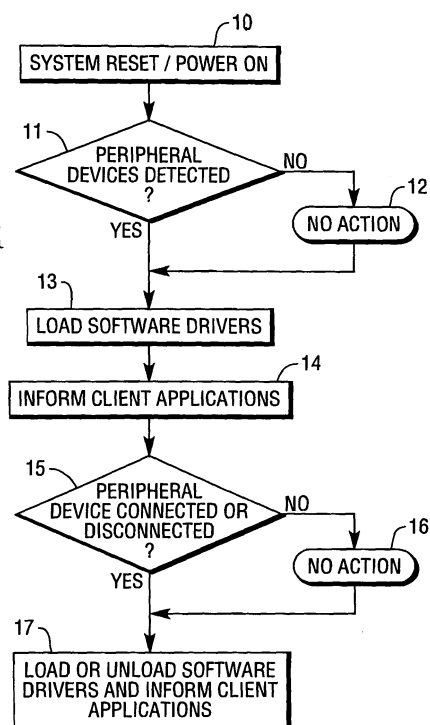 10
SYSTEM RESET / POWER ON
11
PERIPHERAL
DEVICES DETECTED
?
NO
12
NO ACTION
YES
13
LOAD SOFTWARE DRIVERS
14
INFORM CLIENT APPLICATIONS
15
PERIPHERAL
DEVICE CONNECTED OR
DISCONNECTED
?
NO
16
NO ACTION
YES
17
LOAD OR UNLOAD SOFTWARE
DRIVERS AND INFORM CLIENT
APPLICATIONS